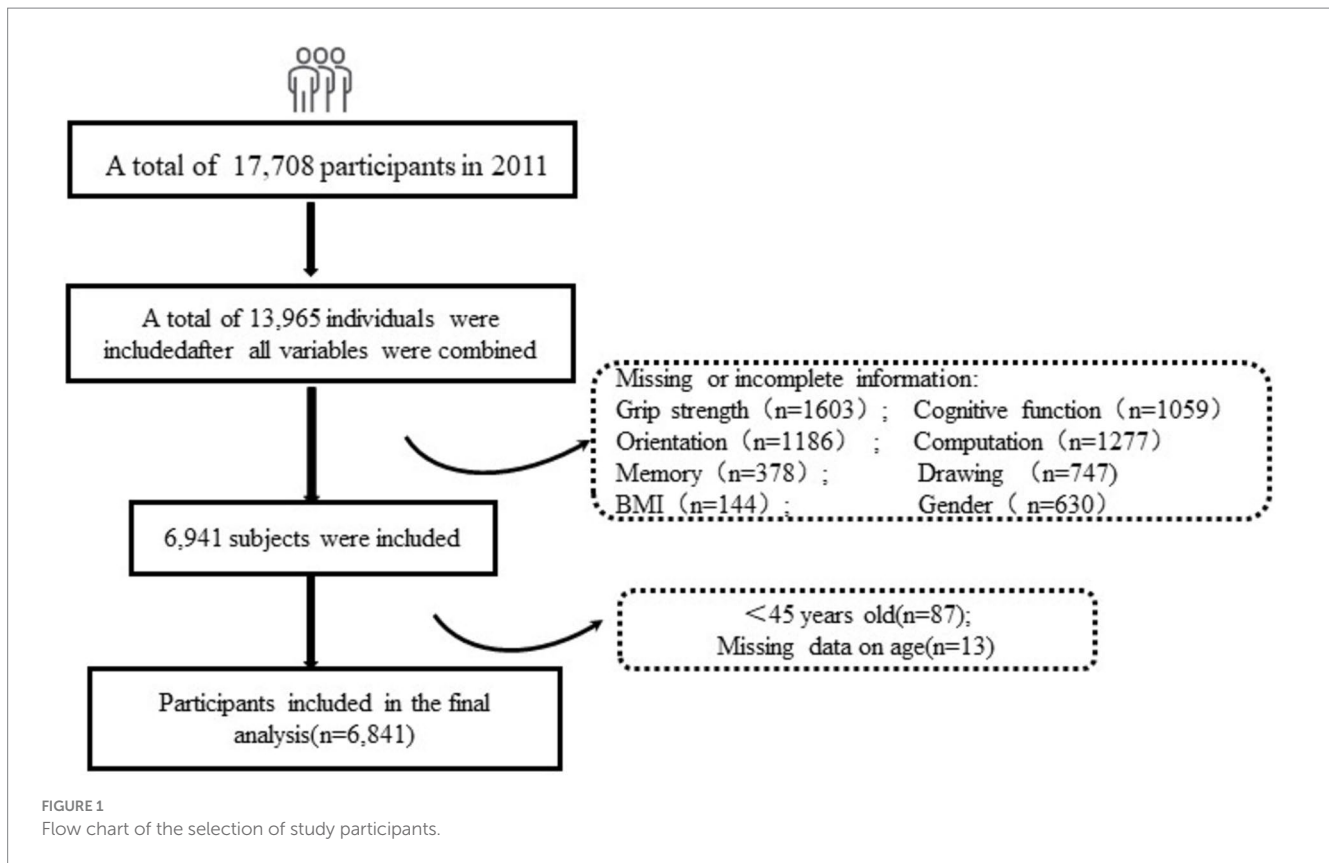 A total of 17,708 participants in 2011
A total of 13,965 individuals were
includedafter all variables were combined
Missing or incomplete information:
Grip strength（n=1603）; Cognitive function（n=1059）
Orientation（n=1186） ; Computation（n=1277）
Memory（n=378）; Drawing （n=747）
BMI（n=144）; Gender（ n=630）
6,941 subjects were included
＜45 years old(n=87);
Missing data on age(n=13)
Participants included in the final
analysis(n=6,841)
FIGURE 1
Flow chart of the selection of study participants.